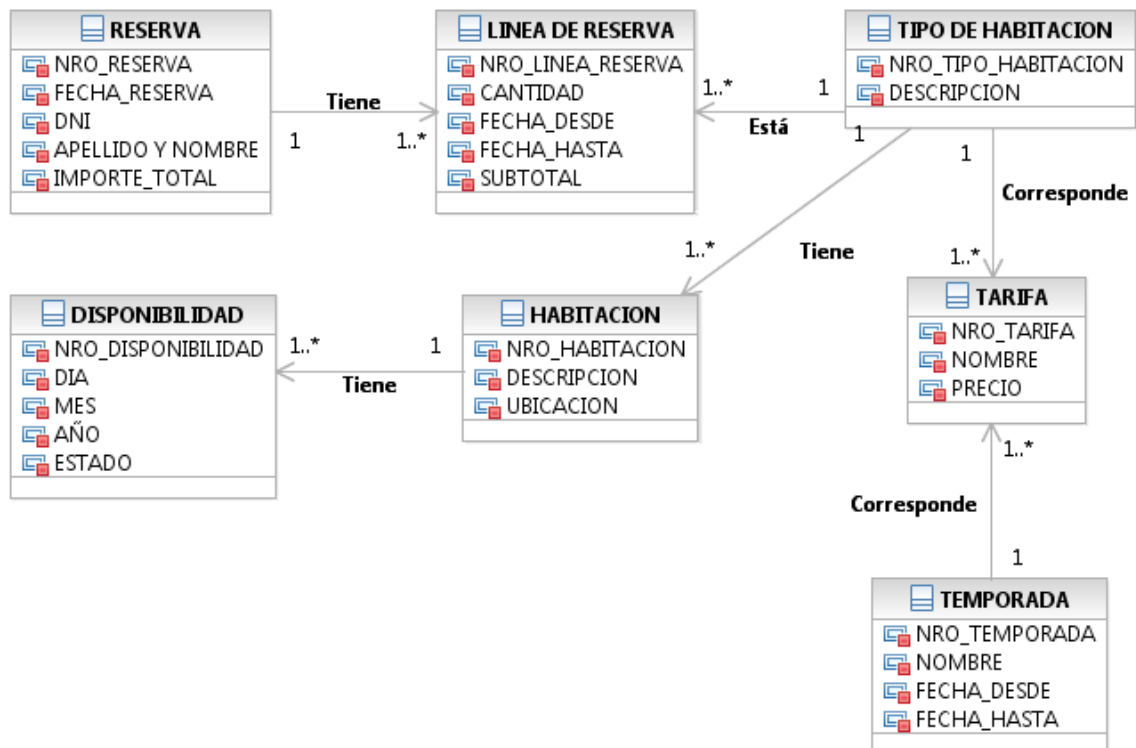 RESERVA
NRO_RESERVA
FECHA_RESERVA
DNI
APELLIDO Y NOMBRE
IMPORTE_TOTAL
Tiene
1
1..*
LINEA DE RESERVA
NRO_LINEA_RESERVA
CANTIDAD
FECHA_DESDE
FECHA_HASTA
SUBTOTAL
1..*
1
Está
TIPO DE HABITACION
NRO_TIPO_HABITACION
DESCRIPCION
1
1..*
Tiene
1
Corresponde
1..*
DISPONIBILIDAD
NRO_DISPONIBILIDAD
DIA
MES
AÑO
ESTADO
1..*
1
Tiene
HABITACION
NRO_HABITACION
DESCRIPCION
UBICACION
TARIFA
NRO_TARIFA
NOMBRE
PRECIO
1..*
Corresponde
1
TEMPORADA
NRO_TEMPORADA
NOMBRE
FECHA_DESDE
FECHA_HASTA